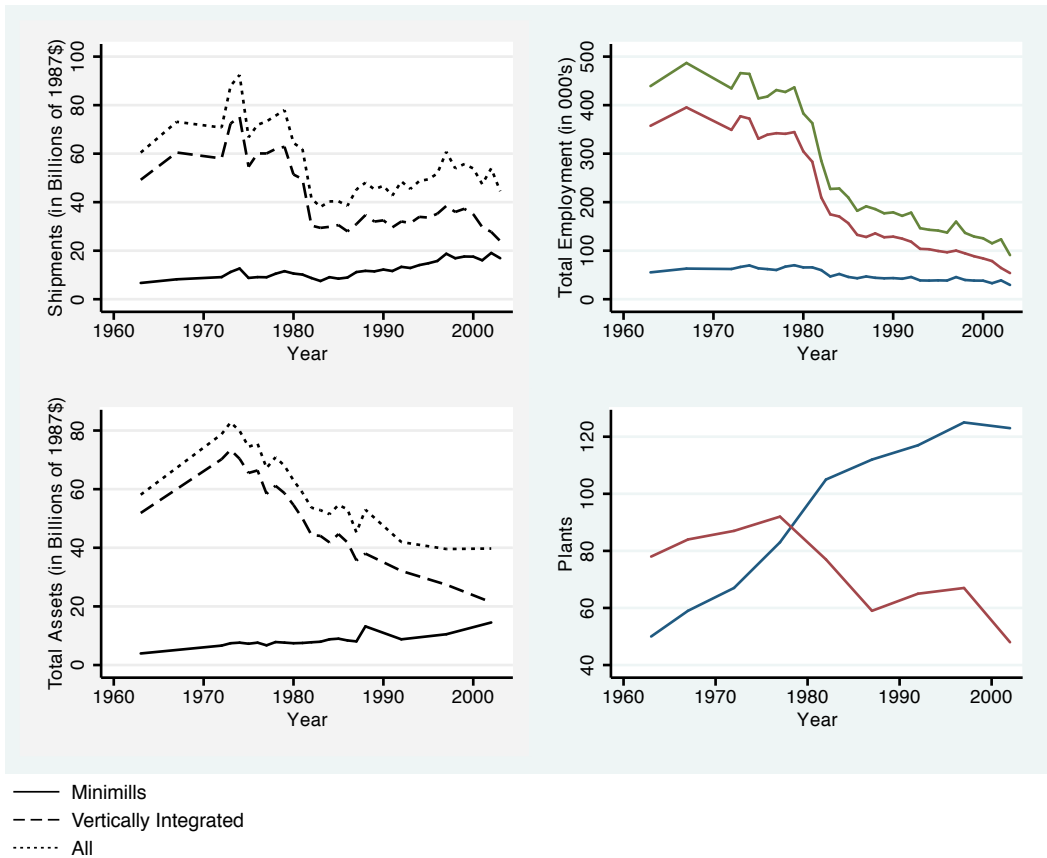 Shipments (in Billions of 1987$)
100
80
60
40
20
0
1960 1970 1980 1990 2000
Year
Total Employment (in 000's)
500
400
300
200
100
0
1960 1970 1980 1990 2000
Year
Total Assets (in Billions of 1987$)
80
60
40
20
0
1960 1970 1980 1990 2000
Year
Plants
120
100
80
60
40
1960 1970 1980 1990 2000
Year
Minimills
Vertically Integrated
All